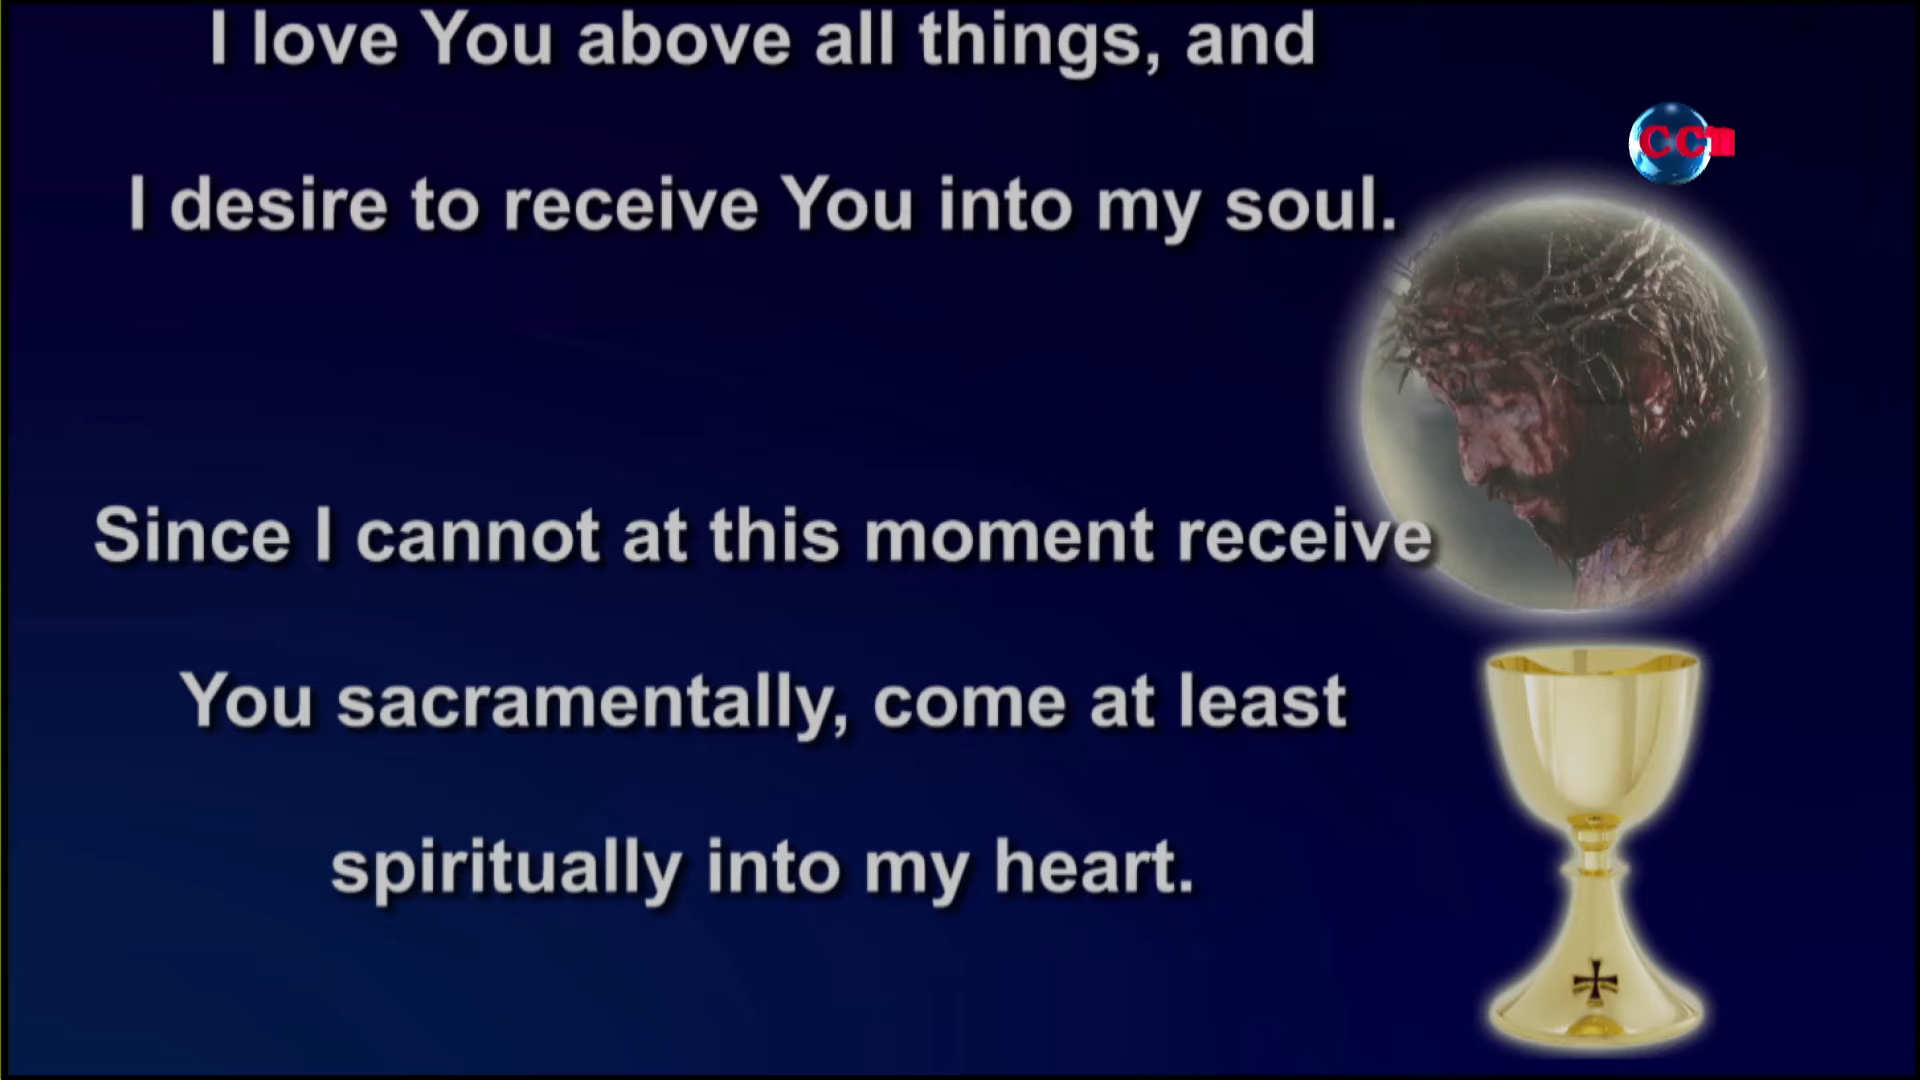 I love You above all things, and
I desire to receive You into my soul.
Since I cannot at this moment receive
You sacramentally, come at least
spiritually into my heart.